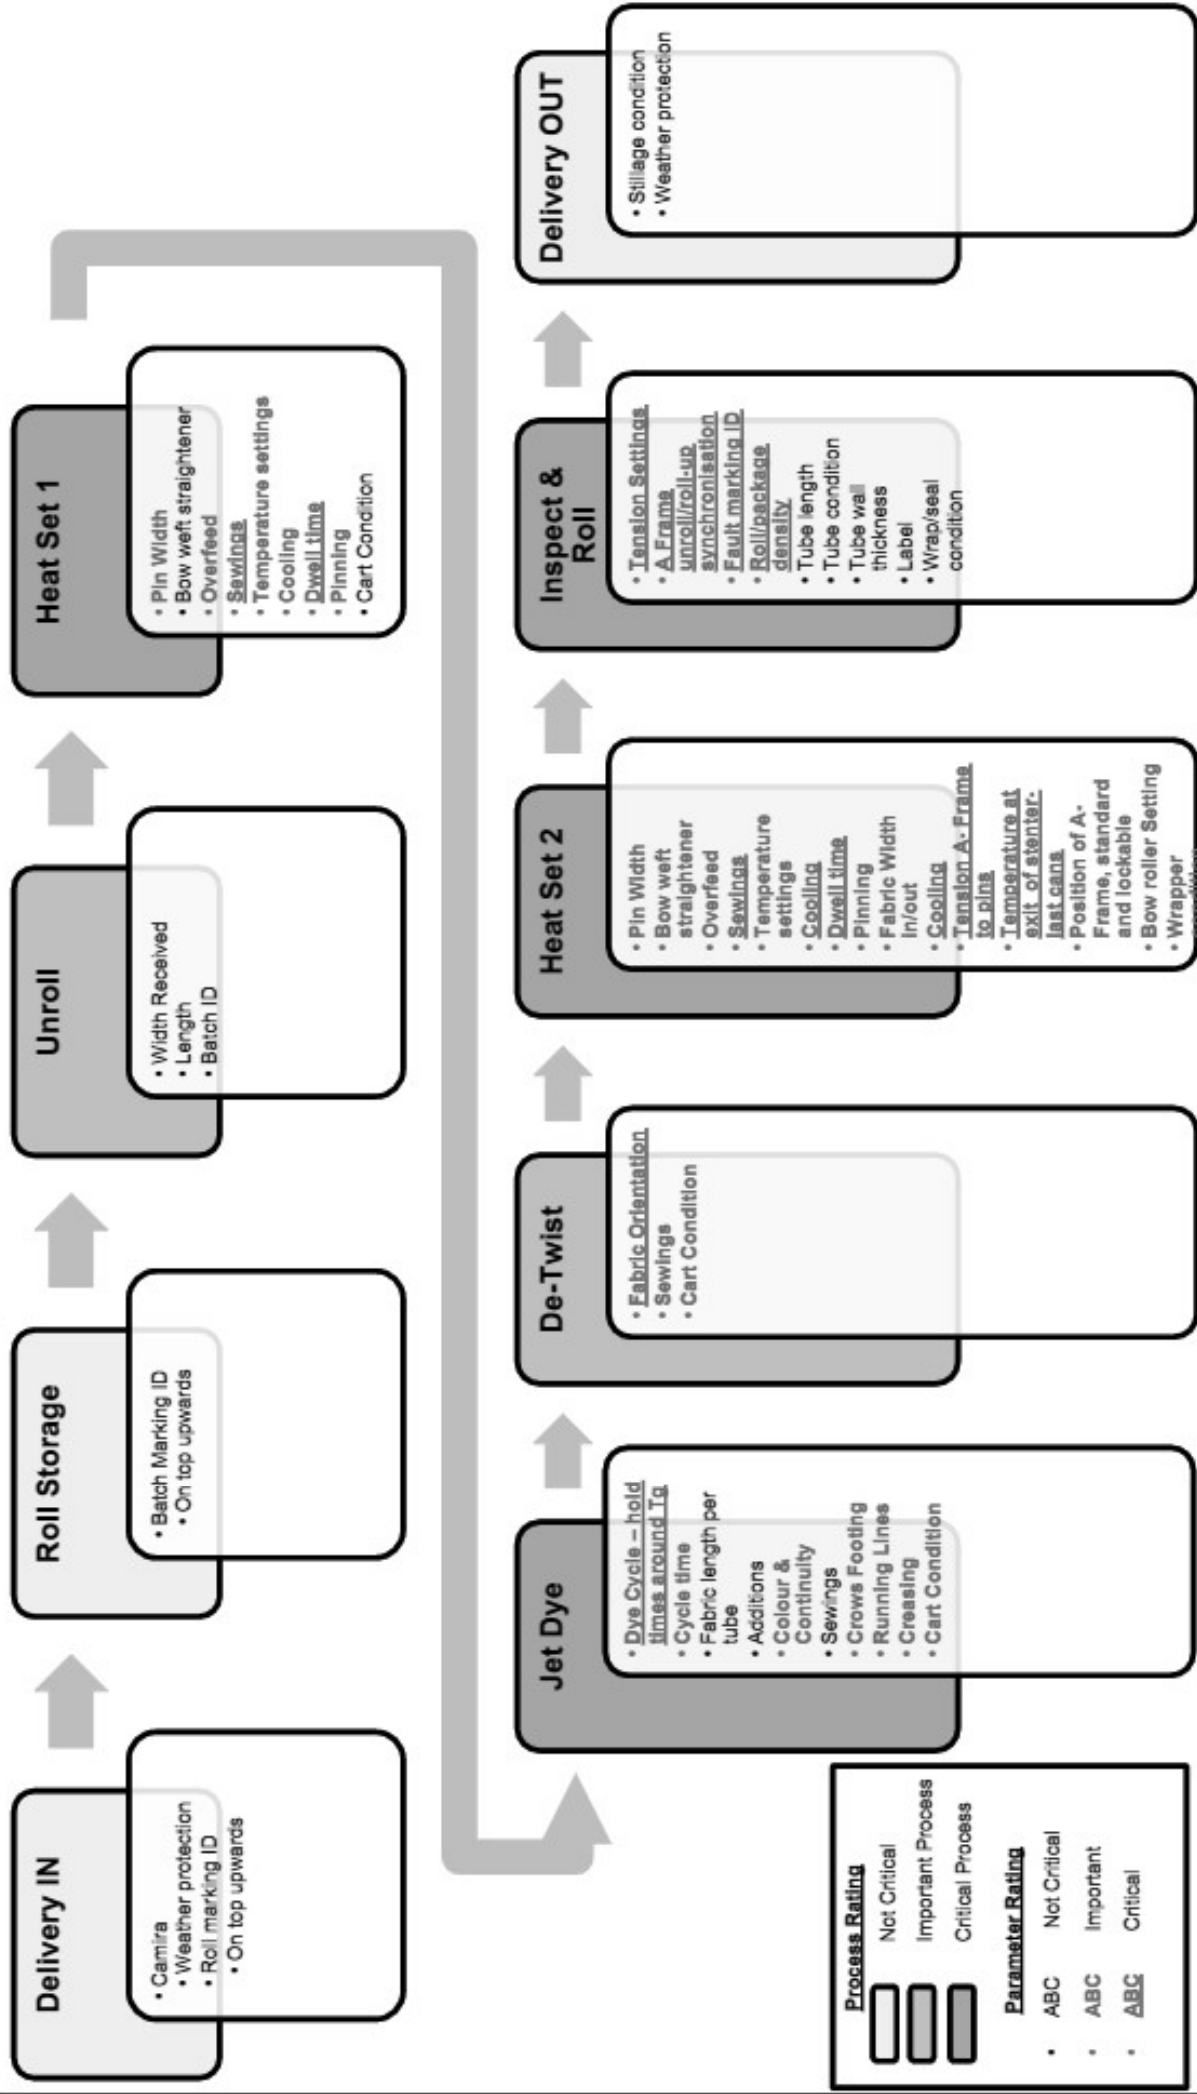 Delivery IN
• Camira
• Weather protection
• Roll marking ID
• On top upwards
Roll Storage
• Batch Marking ID
• On top upwards
Unroll
• Width Received
• Length
• Batch ID
Heat Set 1
• Pin Width
• Bow weft straightener
• Overfeed
• Sewings
• Temperature settings
• Cooling
• Dwell time
• Pinning
• Cart Condition
Jet Dye
• Dye Cycle – hold
times around Tg
• Cycle time
• Fabric length per
tube
• Additions
• Colour &
Continuity
• Sewings
• Crows Footing
• Running Lines
• Creasing
• Cart Condition
De-Twist
• Fabric Orientation
• Sewings
• Cart Condition
Heat Set 2
• Pin Width
• Bow weft
straightener
• Overfeed
• Sewings
• Temperature
settings
• Cooling
• Dwell time
• Pinning
• Fabric Width
in/out
• Cooling
• Tension A- Frame
to pins
• Temperature at
exit of stenter-
last cans
• Position of A-
Frame, standard
and lockable
• Bow roller Setting
• Wrapper
Inspect &
Roll
• Tension Settings
• A Frame
unroll/roll-up
synchronisation
• Fault marking ID
• Roll/package
density
• Tube length
• Tube condition
• Tube wall
thickness
• Label
• Wrap/seal
condition
Delivery OUT
• Stillage condition
• Weather protection
Process Rating
Not Critical
Important Process
Critical Process
Parameter Rating
• ABC Not Critical
• ABC Important
• ABC Critical